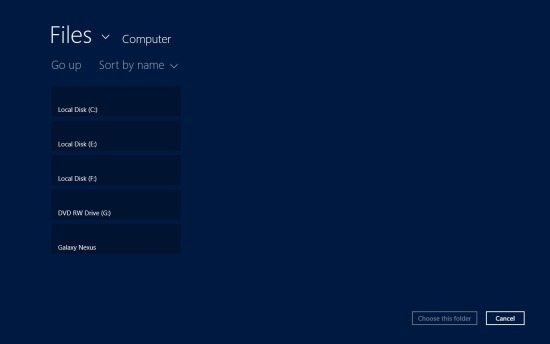 Files Computer
Go up Sort by name
Local Disk (C:)
Local Disk (E:)
Local Disk (F:)
DVD RW Drive (G:)
Galaxy Nexus
Choose this folder Cancel